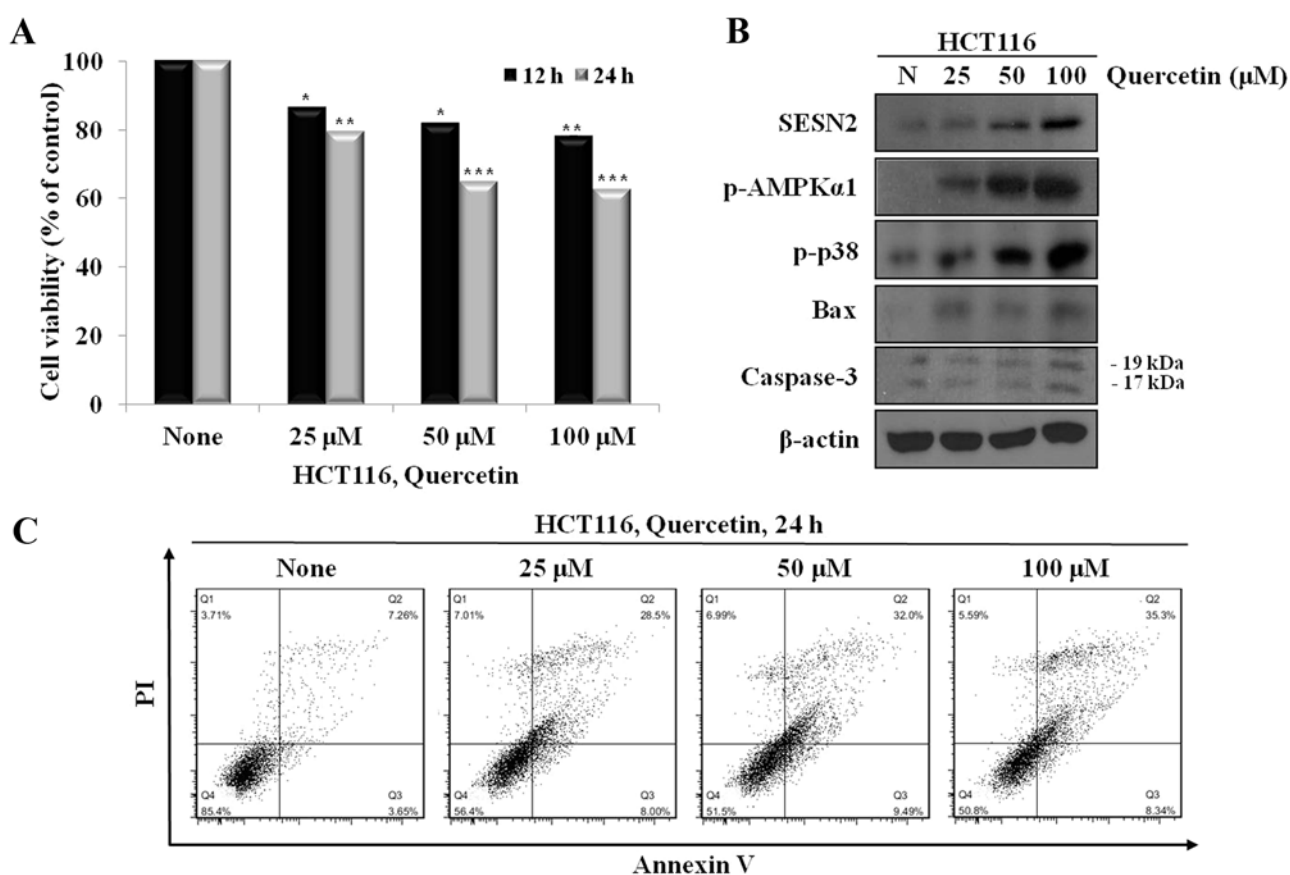 A
Cell viability (% of control)
100
80
60
40
20
0
12 h
24 h
*
**
*
***
**
***
None
25 μM
50 μM
100 μM
HCT116, Quercetin
B
HCT116
N 25 50 100 Quercetin (μM)
SESN2
p-AMPKα1
p-p38
Bax
Caspase-3
- 19 kDa
- 17 kDa
β-actin
C
HCT116, Quercetin, 24 h
None
25 μM
50 μM
100 μM
PI
Q1
3.71%
Q2
7.26%
Q4
85.4%
Q3
3.65%
Q1
7.01%
Q2
28.5%
Q4
56.4%
Q3
8.00%
Q1
6.99%
Q2
32.0%
Q4
51.5%
Q3
9.49%
Q1
5.59%
Q2
35.3%
Q4
50.8%
Q3
8.34%
Annexin V